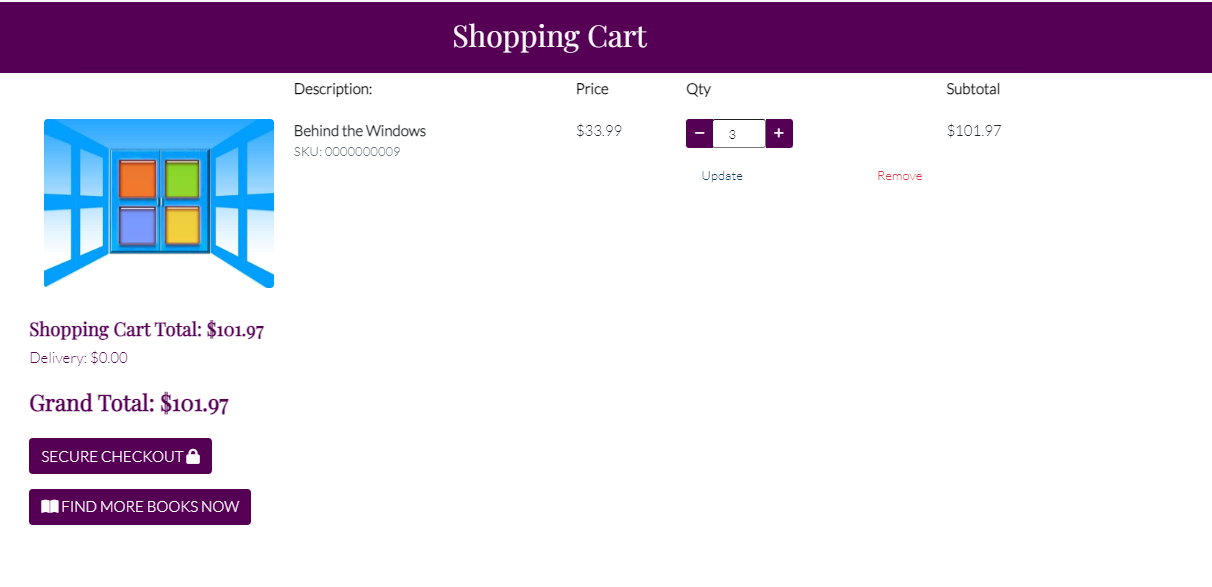 Shopping Cart
Description: Price Qty Subtotal
Behind the Windows $33.99 − 3 + $101.97
SKU: 0000000009
Update Remove
Shopping Cart Total: $101.97
Delivery: $0.00
Grand Total: $101.97
SECURE CHECKOUT
FIND MORE BOOKS NOW